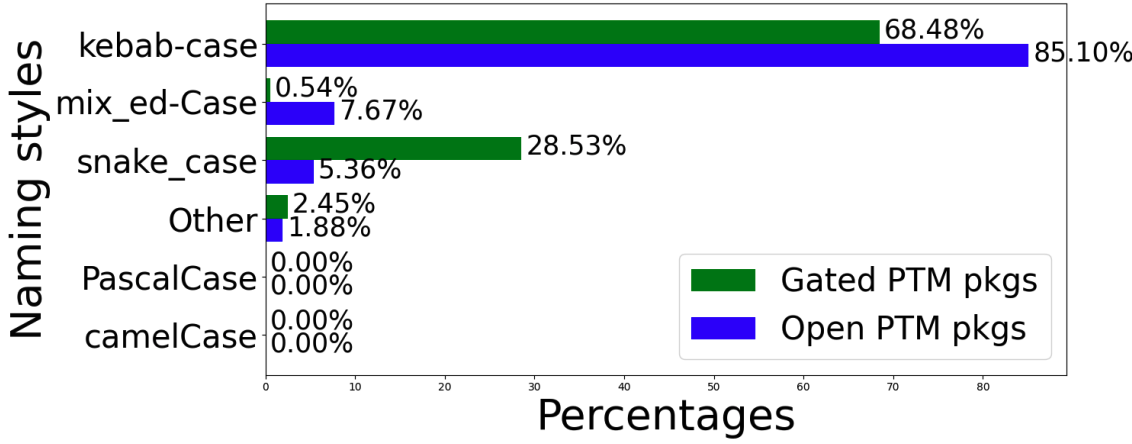 Naming styles
kebab-case
68.48%
85.10%
mix_ed-Case
0.54%
7.67%
snake_case
28.53%
5.36%
Other
2.45%
1.88%
PascalCase
0.00%
0.00%
camelCase
0.00%
0.00%
Gated PTM pkgs
Open PTM pkgs
0 10 20 30 40 50 60 70 80
Percentages